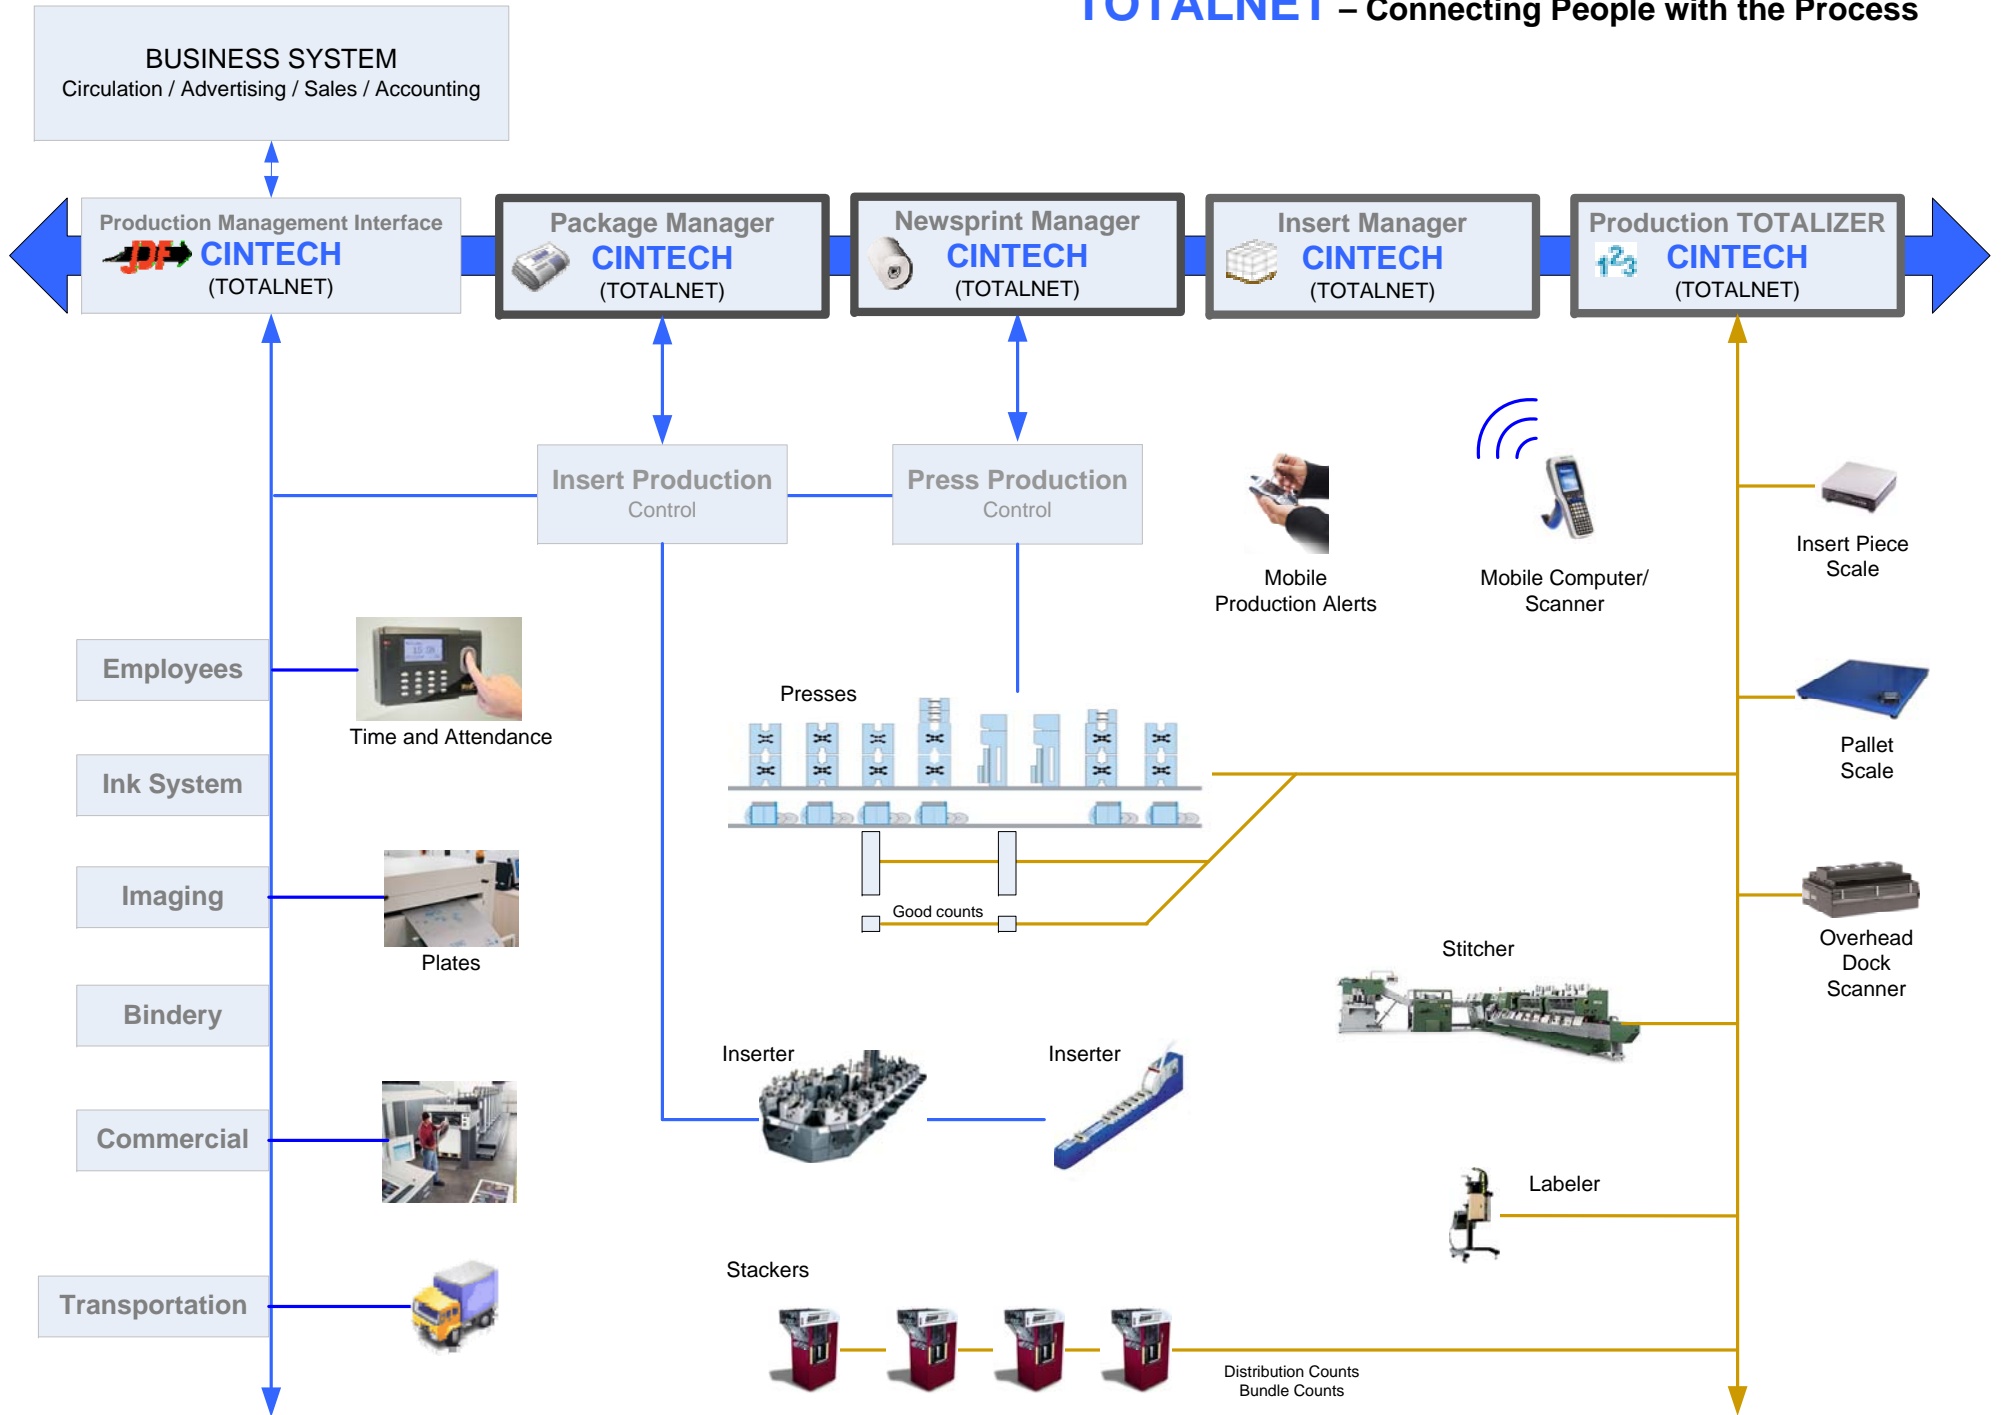 TOTALNET – Connecting People with the Process
BUSINESS SYSTEM
Circulation / Advertising / Sales / Accounting
Production Management Interface
JDF CINTECH
(TOTALNET)
Package Manager
CINTECH
(TOTALNET)
Newsprint Manager
CINTECH
(TOTALNET)
Insert Manager
CINTECH
(TOTALNET)
Production TOTALIZER
123 CINTECH
(TOTALNET)
Insert Production
Control
Press Production
Control
Mobile
Production Alerts
Mobile Computer/
Scanner
Insert Piece
Scale
Employees
Time and Attendance
Presses
Pallet
Scale
Ink System
Imaging
Plates
Good counts
Overhead
Dock
Scanner
Stitcher
Bindery
Inserter
Inserter
Commercial
Labeler
Transportation
Stackers
Distribution Counts
Bundle Counts